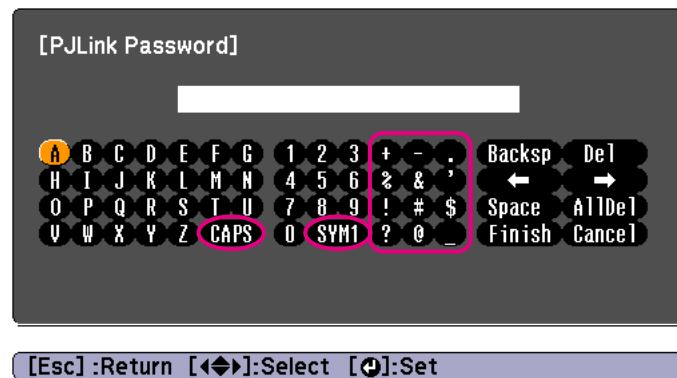 [PJLink Password]
A B C D E F G 1 2 3 + - . Backsp Del
H I J K L M N 4 5 6 % & ' ← →
O P Q R S T U 7 8 9 ! # $ Space AllDel
V W X Y Z CAPS 0 SYM1 ? @ _ Finish Cancel
[Esc] :Return [◀◆▶]:Select [↵]:Set